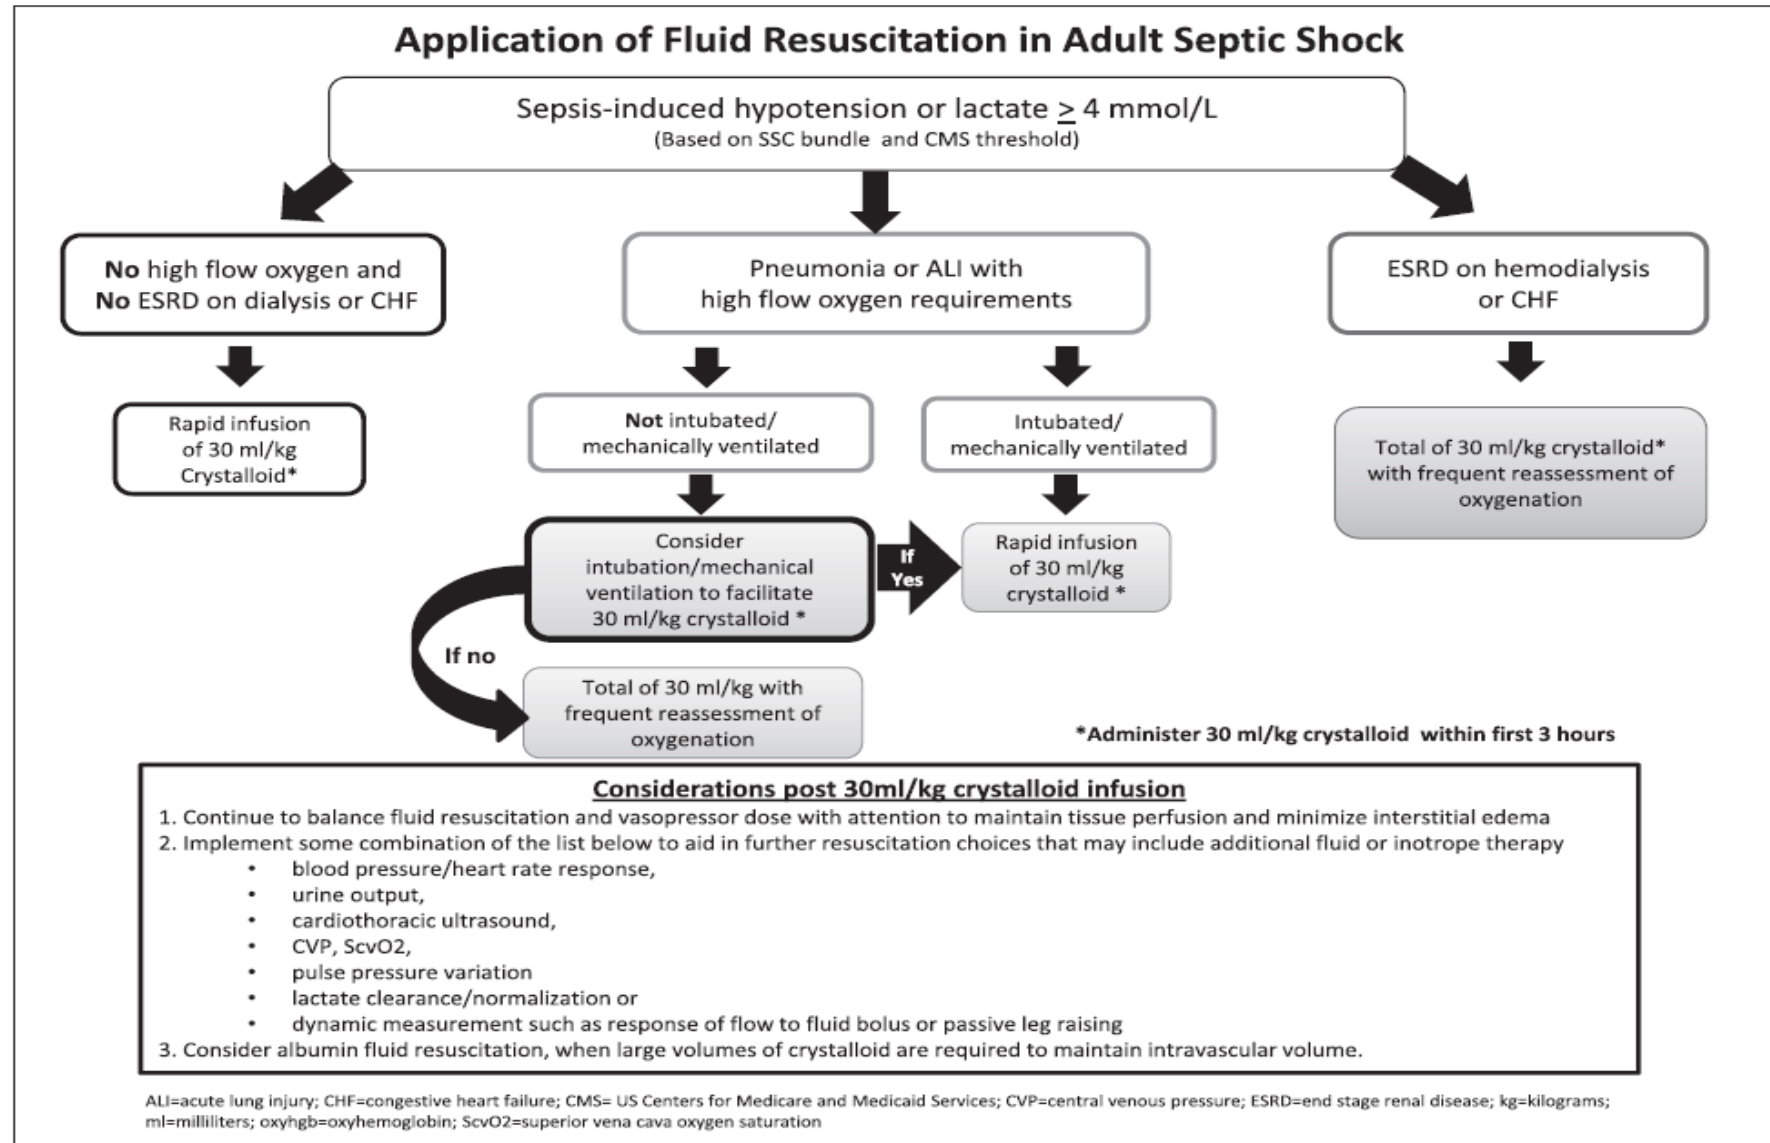 Application of Fluid Resuscitation in Adult Septic Shock
Sepsis-induced hypotension or lactate ≥ 4 mmol/L
(Based on SSC bundle and CMS threshold)
No high flow oxygen and
No ESRD on dialysis or CHF
Pneumonia or ALI with
high flow oxygen requirements
ESRD on hemodialysis
or CHF
Rapid infusion
of 30 ml/kg
Crystalloid*
Not intubated/
mechanically ventilated
Intubated/
mechanically ventilated
Total of 30 ml/kg crystalloid*
with frequent reassessment of
oxygenation
Consider
intubation/mechanical
ventilation to facilitate
30 ml/kg crystalloid *
If
Yes
Rapid infusion
of 30 ml/kg
crystalloid *
If no
Total of 30 ml/kg with
frequent reassessment of
oxygenation
*Administer 30 ml/kg crystalloid within first 3 hours
Considerations post 30ml/kg crystalloid infusion
1. Continue to balance fluid resuscitation and vasopressor dose with attention to maintain tissue perfusion and minimize interstitial edema
2. Implement some combination of the list below to aid in further resuscitation choices that may include additional fluid or inotrope therapy
• blood pressure/heart rate response,
• urine output,
• cardiothoracic ultrasound,
• CVP, ScvO2,
• pulse pressure variation
• lactate clearance/normalization or
• dynamic measurement such as response of flow to fluid bolus or passive leg raising
3. Consider albumin fluid resuscitation, when large volumes of crystalloid are required to maintain intravascular volume.
ALI=acute lung injury; CHF=congestive heart failure; CMS= US Centers for Medicare and Medicaid Services; CVP=central venous pressure; ESRD=end stage renal disease; kg=kilograms;
ml=milliliters; oxyhgb=oxyhemoglobin; ScvO2=superior vena cava oxygen saturation